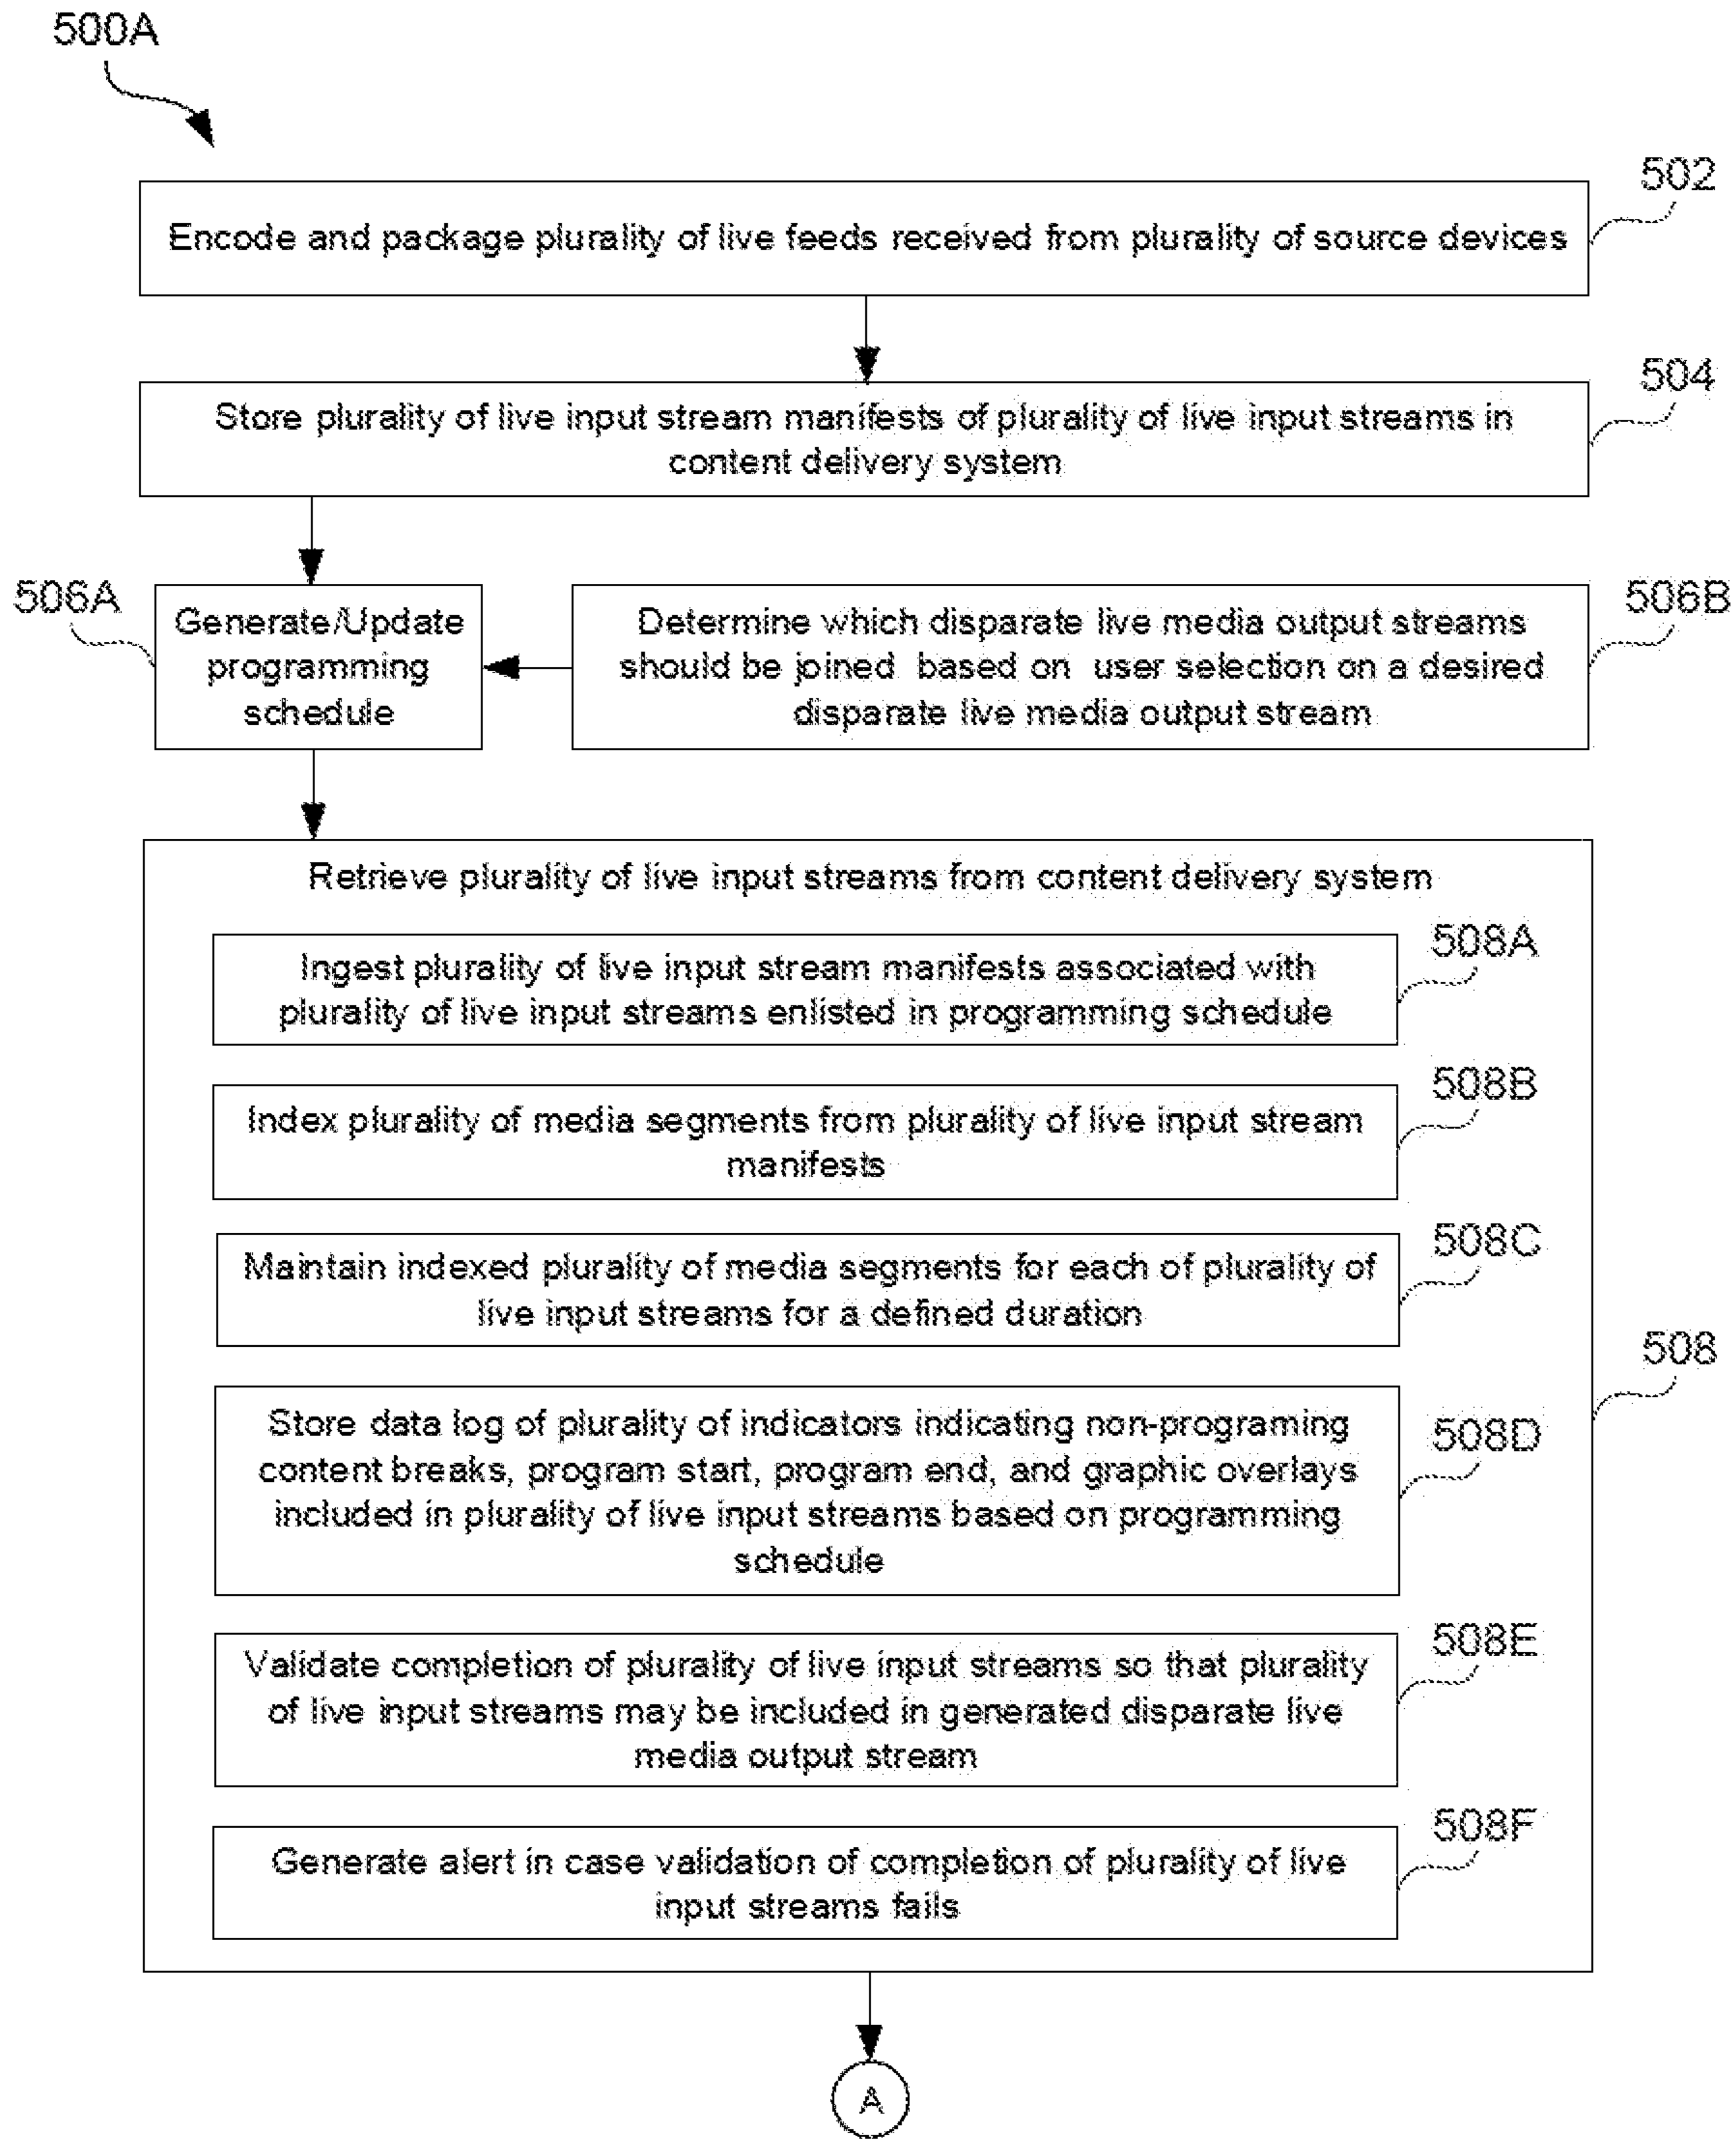 500A
502
Encode and package plurality of live feeds received from plurality of source devices
504
Store plurality of live input stream manifests of plurality of live input streams in
content delivery system
506A
Generate/Update
programming
schedule
506B
Determine which disparate live media output streams
should be joined based on user selection on a desired
disparate live media output stream
Retrieve plurality of live input streams from content delivery system
508A
Ingest plurality of live input stream manifests associated with
plurality of live input streams enlisted in programming schedule
508B
Index plurality of media segments from plurality of live input stream
manifests
508C
Maintain indexed plurality of media segments for each of plurality of
live input streams for a defined duration
508
508D
Store data log of plurality of indicators indicating non-programing
content breaks, program start, program end, and graphic overlays
included in plurality of live input streams based on programming
schedule
508E
Validate completion of plurality of live input streams so that plurality
of live input streams may be included in generated disparate live
media output stream
508F
Generate alert in case validation of completion of plurality of live
input streams fails
A